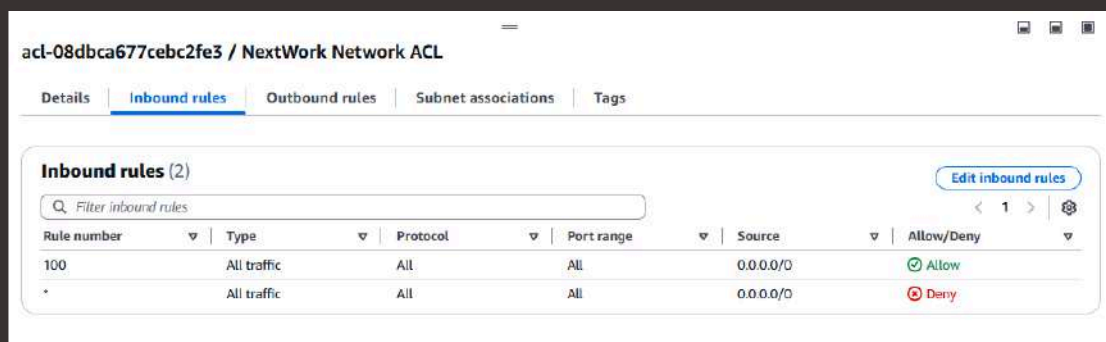 acl-08dbca677cebc2fe3 / NextWork Network ACL
Details Inbound rules Outbound rules Subnet associations Tags
Inbound rules (2) Edit inbound rules
Filter inbound rules 1
Rule number Type Protocol Port range Source Allow/Deny
100 All traffic All All 0.0.0.0/0 Allow
* All traffic All All 0.0.0.0/0 Deny